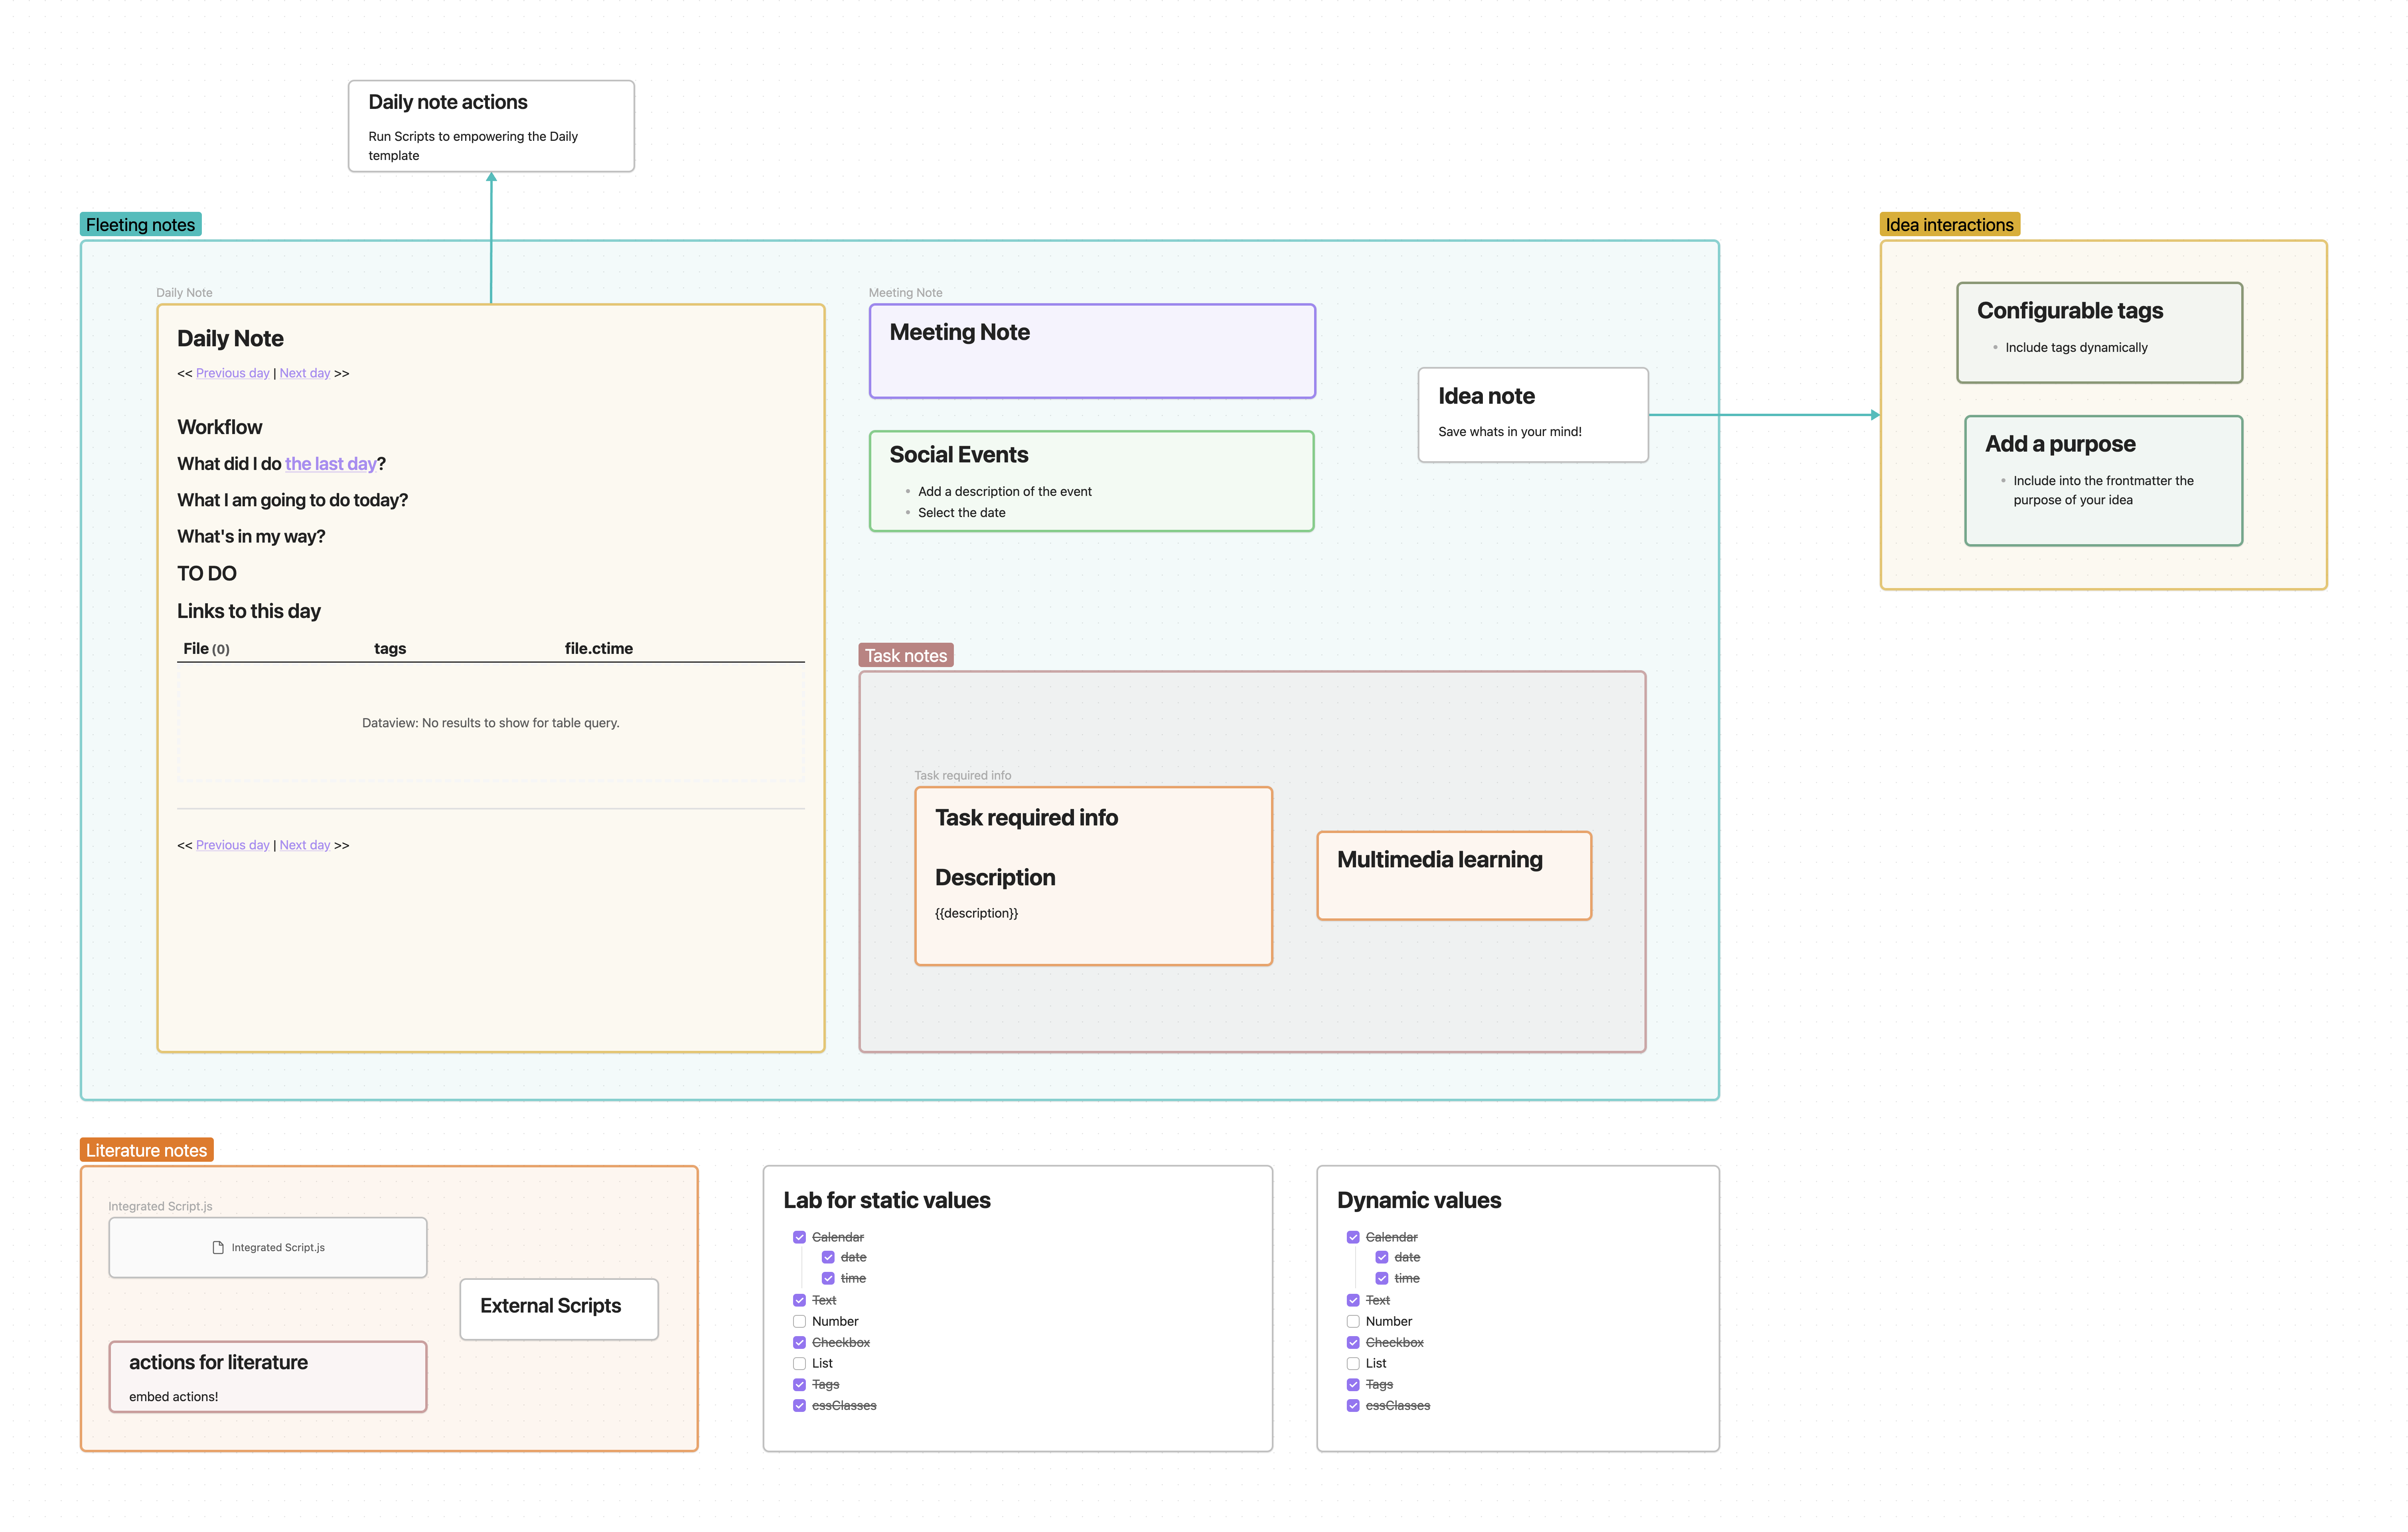 Daily note actions
Run Scripts to empowering the Daily
template
Fleeting notes
Daily Note
Daily Note
<< Previous day | Next day >>
Workflow
What did I do the last day?
What I am going to do today?
What's in my way?
TO DO
Links to this day
File (0) tags file.ctime
Dataview: No results to show for table query.
<< Previous day | Next day >>
Meeting Note
Meeting Note
Social Events
Add a description of the event
Select the date
Idea note
Save whats in your mind!
Idea interactions
Configurable tags
Include tags dynamically
Add a purpose
Include into the frontmatter the
purpose of your idea
Task notes
Task required info
Task required info
Description
{{description}}
Multimedia learning
Literature notes
Integrated Script.js
Integrated Script.js
External Scripts
actions for literature
embed actions!
Lab for static values
Calendar
date
time
Text
Number
Checkbox
List
Tags
cssClasses
Dynamic values
Calendar
date
time
Text
Number
Checkbox
List
Tags
cssClasses